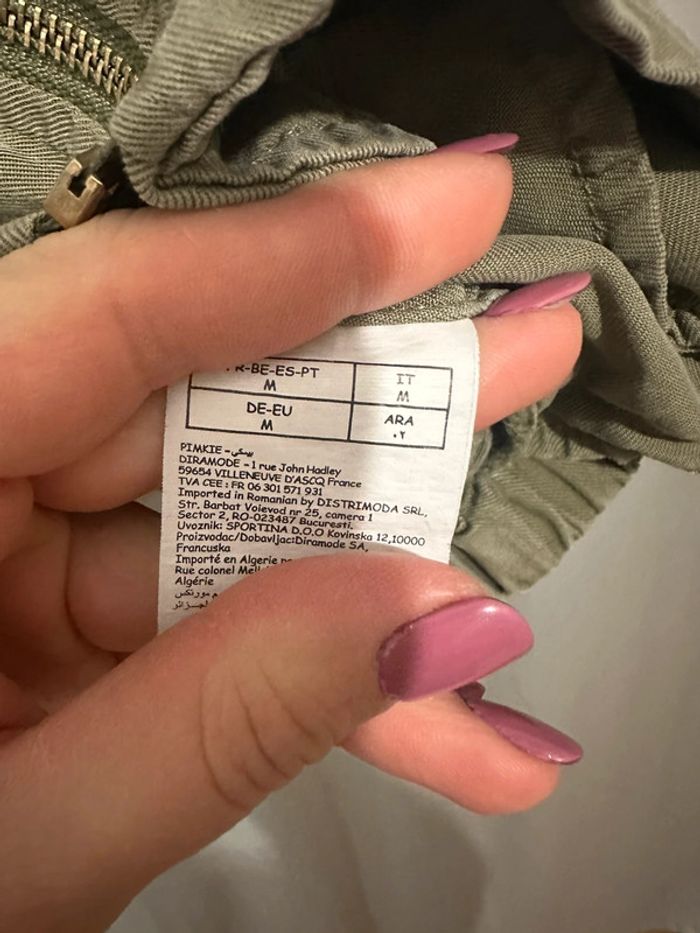 R-BE-ES-PT
M
IT
M
DE-EU
M
ARA
٠٢
PIMKIE - بيمكي
DIRAMODE - 1 rue John Hadley
59654 VILLENEUVE D'ASCQ France
TVA CEE : FR 06 301 571 931
Imported in Romanian by DISTRIMODA SRL,
Str. Barbat Voievod nr 25, camera 1
Sector 2, RO-023487 Bucuresti.
Uvoznik: SPORTINA D.O.O Kovinska 12,10000
Proizvodac/Dobavljac:Diramode SA,
Francuska
Importé en Algerie
Rue colonel
Algérie